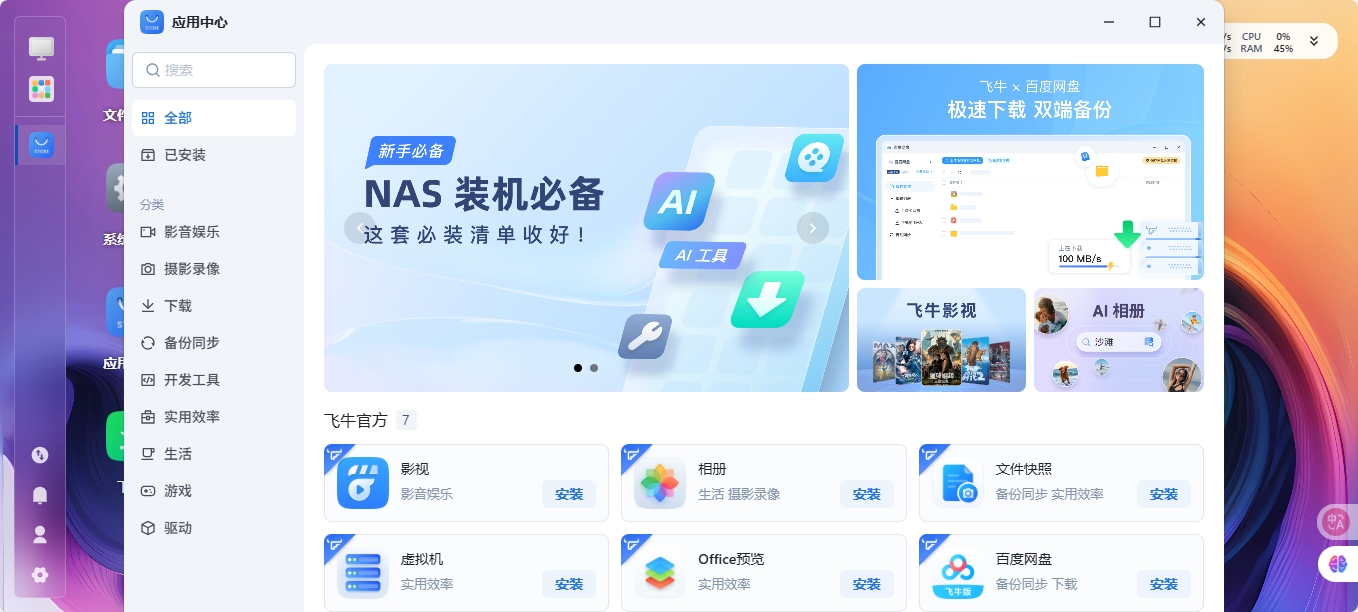 应用中心
CPU 0%
RAM 45%
搜索
全部
已安装
分类
影音娱乐
摄影录像
下载
备份同步
开发工具
实用效率
生活
游戏
驱动
新手必备
NAS 装机必备
这套必装清单收好!
AI
AI 工具
飞牛 × 百度网盘
极速下载 双端备份
正在下载
100 MB/s
飞牛影视
AI 相册
沙滩
飞牛官方 7
影视
影音娱乐
安装
相册
生活 摄影录像
安装
文件快照
备份同步 实用效率
安装
虚拟机
实用效率
安装
Office预览
实用效率
安装
百度网盘
备份同步 下载
安装
飞牛版